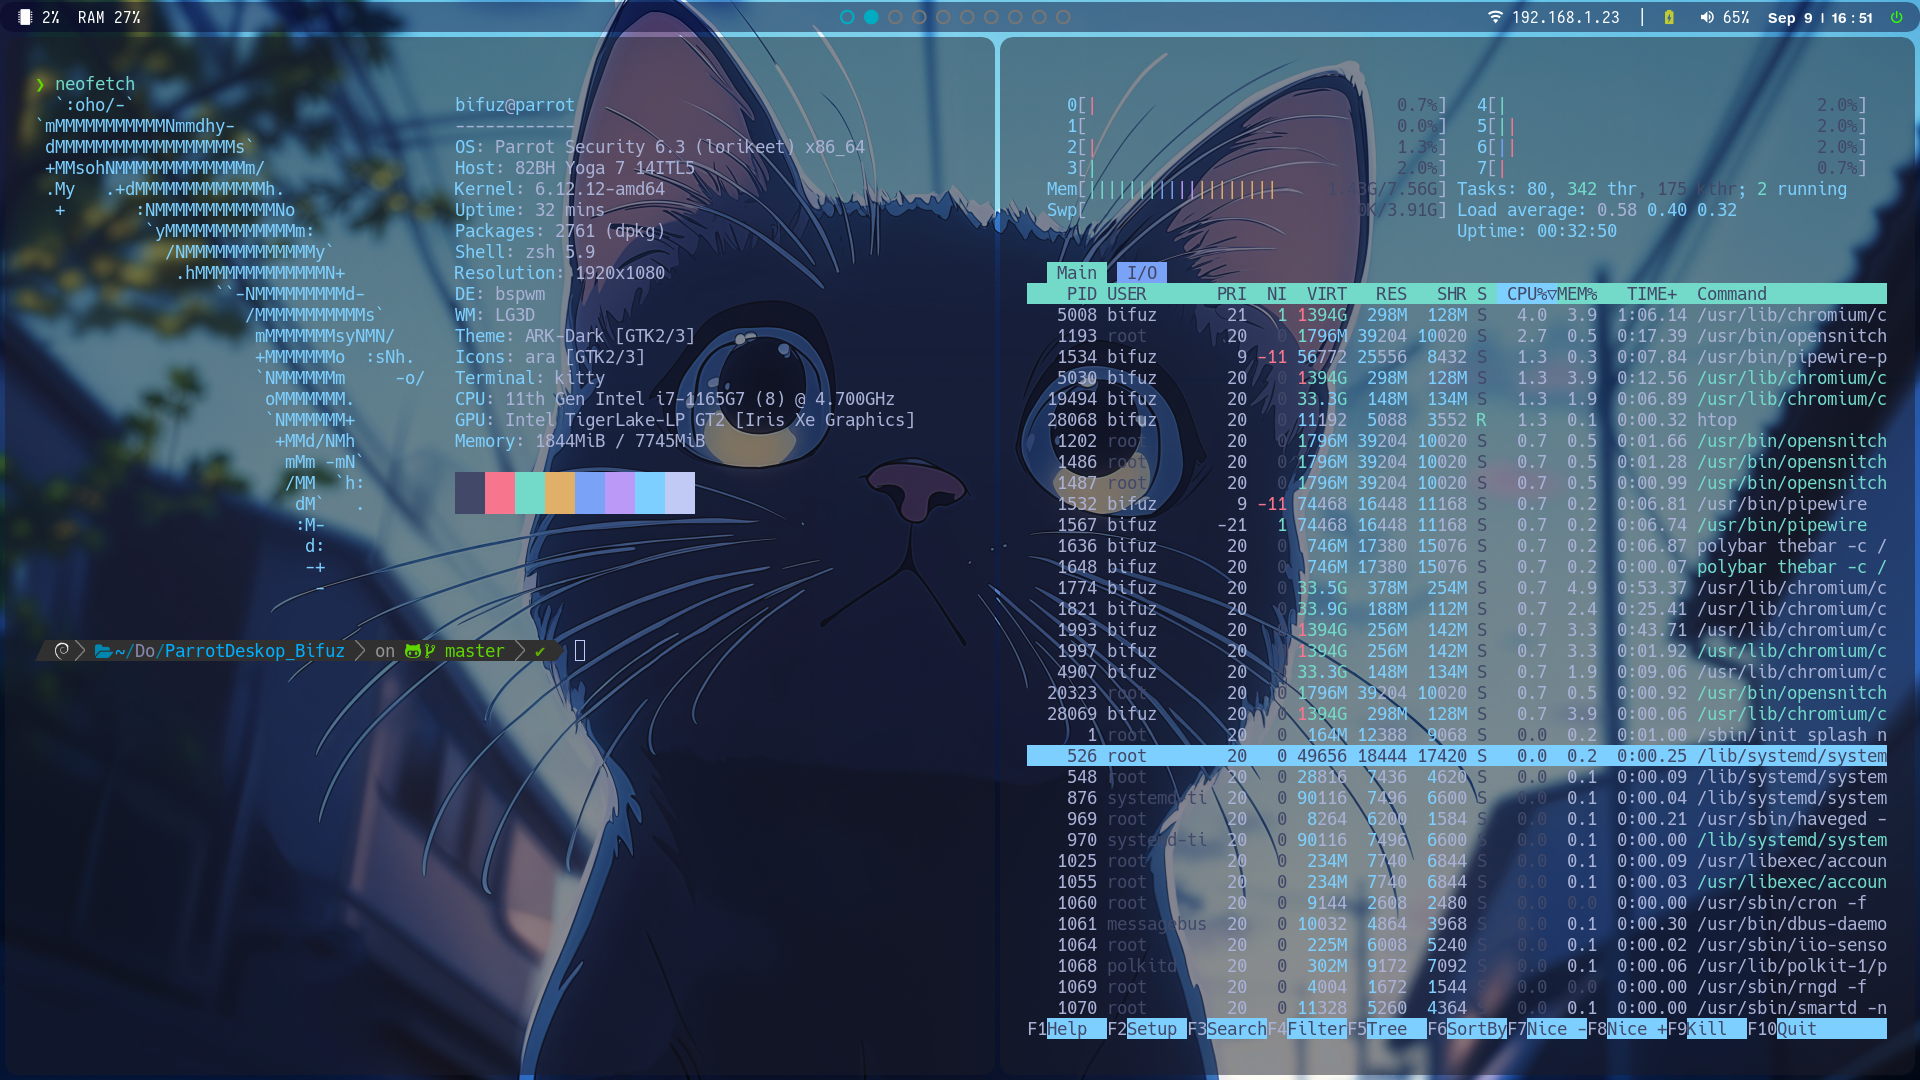 2%  RAM 27%
192.168.1.23 | 65% Sep 9 | 16:51
❯ neofetch
`:oho/-`
`mMMMMMMMMMMMNmmdhy-
dMMMMMMMMMMMMMMMMMMs`
+MMsohNMMMMMMMMMMMMMm/
.My   .+dMMMMMMMMMMMMMh.
+       :NMMMMMMMMMMMMNo
`yMMMMMMMMMMMMMm:
/NMMMMMMMMMMMMMy`
.hMMMMMMMMMMMMMN+
``-NMMMMMMMMMd-
/MMMMMMMMMMMs`
mMMMMMMMsyNMN/
+MMMMMMMo  :sNh.
`NMMMMMMm     -o/
oMMMMMMM.
`NMMMMMM+
+MMd/NMh
mMm -mN`
/MM  `h:
dM`   .
:M-
d:
-+
-
bifuz@parrot
------------
OS: Parrot Security 6.3 (lorikeet) x86_64
Host: 82BH Yoga 7 14ITL5
Kernel: 6.12.12-amd64
Uptime: 32 mins
Packages: 2761 (dpkg)
Shell: zsh 5.9
Resolution: 1920x1080
DE: bspwm
WM: LG3D
Theme: ARK-Dark [GTK2/3]
Icons: ara [GTK2/3]
Terminal: kitty
CPU: 11th Gen Intel i7-1165G7 (8) @ 4.700GHz
GPU: Intel TigerLake-LP GT2 [Iris Xe Graphics]
Memory: 1844MiB / 7745MiB
~/Do/ParrotDeskop_Bifuz on master ✔
0[| 0.7%] 4[| 2.0%]
1[ 0.0%] 5[|| 2.0%]
2[| 1.3%] 6[|| 2.0%]
3[| 2.0%] 7[| 0.7%]
Mem[||||||||||||||||||| 1.43G/7.56G] Tasks: 80, 342 thr, 175 kthr; 2 running
Swp[ 0K/3.91G] Load average: 0.58 0.40 0.32
Uptime: 00:32:50
Main I/O
PID USER PRI NI VIRT RES SHR S CPU%▽MEM% TIME+ Command
5008 bifuz 21 1 1394G 298M 128M S 4.0 3.9 1:06.14 /usr/lib/chromium/c
1193 root 20 0 1796M 39204 10020 S 2.7 0.5 0:17.39 /usr/bin/opensnitch
1534 bifuz 9 -11 56772 25556 8432 S 1.3 0.3 0:07.84 /usr/bin/pipewire-p
5030 bifuz 20 0 1394G 298M 128M S 1.3 3.9 0:12.56 /usr/lib/chromium/c
19494 bifuz 20 0 33.3G 148M 134M S 1.3 1.9 0:06.89 /usr/lib/chromium/c
28068 bifuz 20 0 11192 5088 3552 R 1.3 0.1 0:00.32 htop
1202 root 20 0 1796M 39204 10020 S 0.7 0.5 0:01.66 /usr/bin/opensnitch
1486 root 20 0 1796M 39204 10020 S 0.7 0.5 0:01.28 /usr/bin/opensnitch
1487 root 20 0 1796M 39204 10020 S 0.7 0.5 0:00.99 /usr/bin/opensnitch
1532 bifuz 9 -11 74468 16448 11168 S 0.7 0.2 0:06.81 /usr/bin/pipewire
1567 bifuz -21 1 74468 16448 11168 S 0.7 0.2 0:06.74 /usr/bin/pipewire
1636 bifuz 20 0 746M 17380 15076 S 0.7 0.2 0:06.87 polybar thebar -c /
1648 bifuz 20 0 746M 17380 15076 S 0.7 0.2 0:00.07 polybar thebar -c /
1774 bifuz 20 0 33.5G 378M 254M S 0.7 4.9 0:53.37 /usr/lib/chromium/c
1821 bifuz 20 0 33.9G 188M 112M S 0.7 2.4 0:25.41 /usr/lib/chromium/c
1993 bifuz 20 0 1394G 256M 142M S 0.7 3.3 0:43.71 /usr/lib/chromium/c
1997 bifuz 20 0 1394G 256M 142M S 0.7 3.3 0:01.92 /usr/lib/chromium/c
4907 bifuz 20 0 33.3G 148M 134M S 0.7 1.9 0:09.06 /usr/lib/chromium/c
20323 root 20 0 1796M 39204 10020 S 0.7 0.5 0:00.92 /usr/bin/opensnitch
28069 bifuz 20 0 1394G 298M 128M S 0.7 3.9 0:00.06 /usr/lib/chromium/c
1 root 20 0 164M 12388 9068 S 0.0 0.2 0:01.00 /sbin/init splash n
526 root 20 0 49656 18444 17420 S 0.0 0.2 0:00.25 /lib/systemd/system
548 root 20 0 28816 7436 4620 S 0.0 0.1 0:00.09 /lib/systemd/system
876 systemd-ti 20 0 90116 7496 6600 S 0.0 0.1 0:00.04 /lib/systemd/system
969 root 20 0 8264 6200 1584 S 0.0 0.1 0:00.21 /usr/sbin/haveged -
970 systemd-ti 20 0 90116 7496 6600 S 0.0 0.1 0:00.00 /lib/systemd/system
1025 root 20 0 234M 7740 6844 S 0.0 0.1 0:00.09 /usr/libexec/accoun
1055 root 20 0 234M 7740 6844 S 0.0 0.1 0:00.03 /usr/libexec/accoun
1060 root 20 0 9144 2608 2480 S 0.0 0.0 0:00.00 /usr/sbin/cron -f
1061 messagebus 20 0 10032 4864 3968 S 0.0 0.1 0:00.30 /usr/bin/dbus-daemo
1064 root 20 0 225M 6008 5240 S 0.0 0.1 0:00.02 /usr/sbin/iio-senso
1068 polkitd 20 0 302M 9172 7092 S 0.0 0.1 0:00.06 /usr/lib/polkit-1/p
1069 root 20 0 4004 1672 1544 S 0.0 0.0 0:00.00 /usr/sbin/rngd -f
1070 root 20 0 11328 5260 4364 S 0.0 0.1 0:00.00 /usr/sbin/smartd -n
F1Help F2Setup F3Search F4Filter F5Tree F6SortBy F7Nice - F8Nice + F9Kill F10Quit